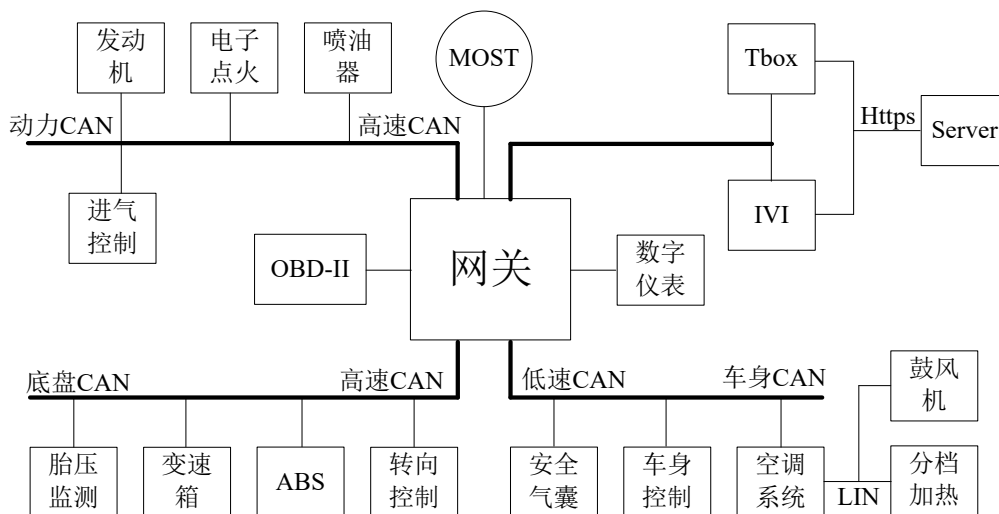 发动
机
电子
点火
喷油
器
MOST
Tbox
动力CAN
高速CAN
Https
Server
进气
控制
IVI
OBD-II
网关
数字
仪表
底盘CAN
高速CAN
低速CAN
车身CAN
鼓风
机
胎压
监测
变速
箱
ABS
转向
控制
安全
气囊
车身
控制
空调
系统
LIN
分档
加热